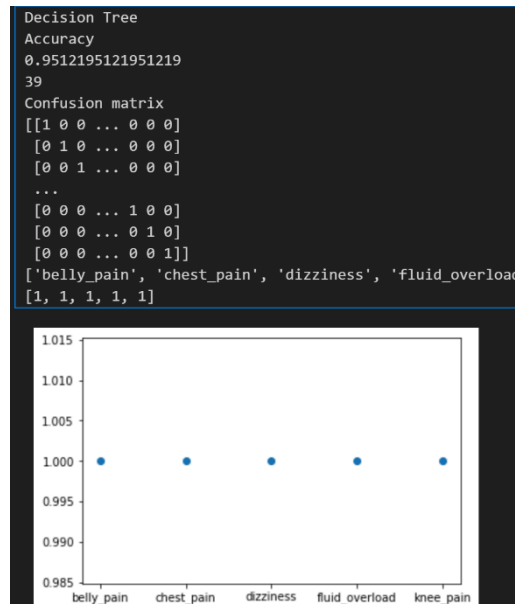 Decision Tree
Accuracy
0.9512195121951219
39
Confusion matrix
[[1 0 0 ... 0 0 0]
[0 1 0 ... 0 0 0]
[0 0 1 ... 0 0 0]
...
[0 0 0 ... 1 0 0]
[0 0 0 ... 0 1 0]
[0 0 0 ... 0 0 1]]
['belly_pain', 'chest_pain', 'dizziness', 'fluid_overload
[1, 1, 1, 1, 1]
1.015
1.010
1.005
1.000
0.995
0.990
0.985
belly_pain chest_pain dizziness fluid_overload knee_pain